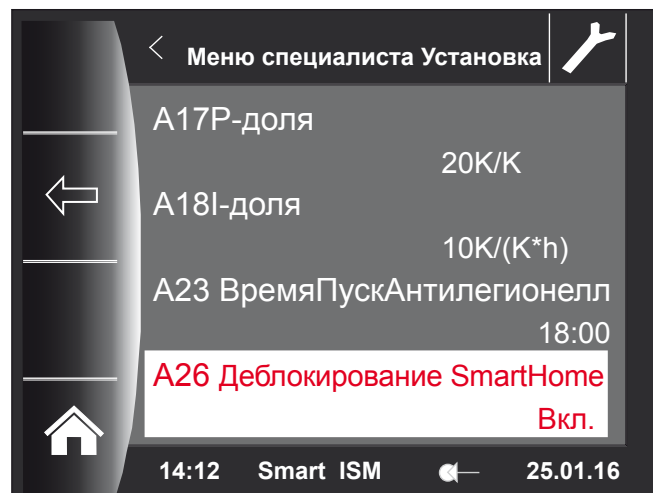 < Меню специалиста Установка
A17P-доля
20K/K
A18I-доля
10K/(K*h)
A23 ВремяПускАнтилегионелл
18:00
A26 Деблокирование SmartHome
Вкл.
14:12 Smart ISM 25.01.16